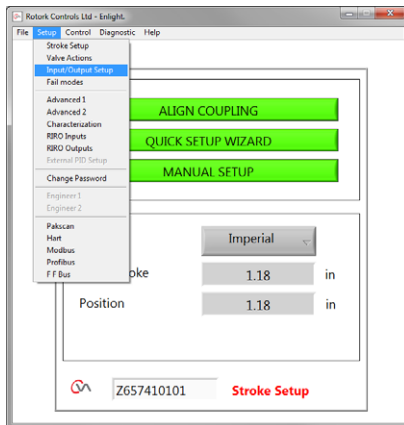 Rotork Controls Ltd - Enlight.
File Setup Control Diagnostic Help
Stroke Setup
Valve Actions
Input/Output Setup
Fail modes
Advanced 1
Advanced 2
Characterization
RIRO Inputs
RIRO Outputs
External PID Setup
Change Password
Engineer 1
Engineer 2
Pakscan
Hart
Modbus
Profibus
F F Bus
ALIGN COUPLING
QUICK SETUP WIZARD
MANUAL SETUP
Imperial
oke 1.18 in
Position 1.18 in
Z657410101 Stroke Setup